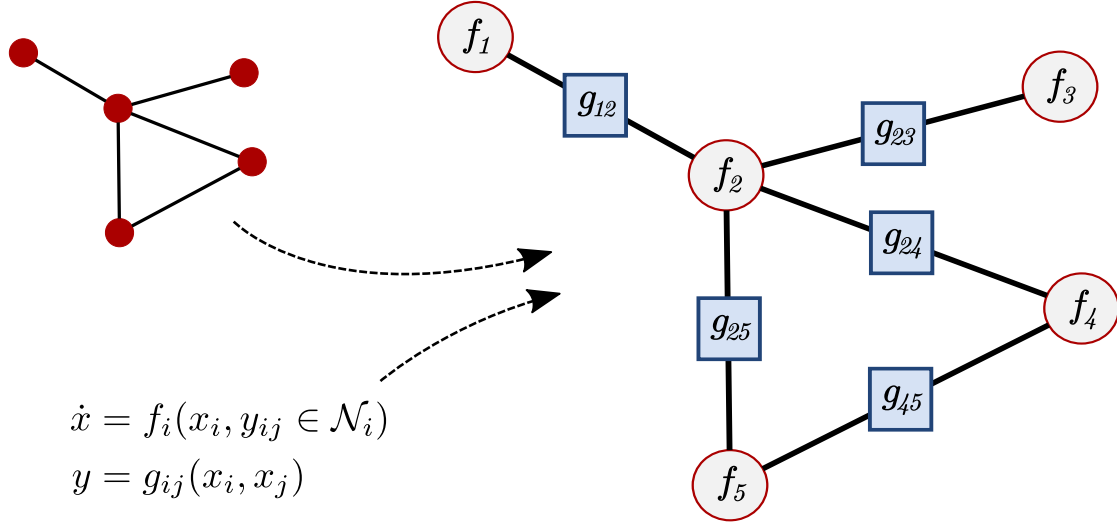 f₁
g₁₂
f₃
g₂₃
f₂
g₂₄
f₄
g₂₅
g₄₅
f₅
ẋ = fᵢ(xᵢ, yᵢⱼ ∈ 𝒩ᵢ)
y = gᵢⱼ(xᵢ, xⱼ)